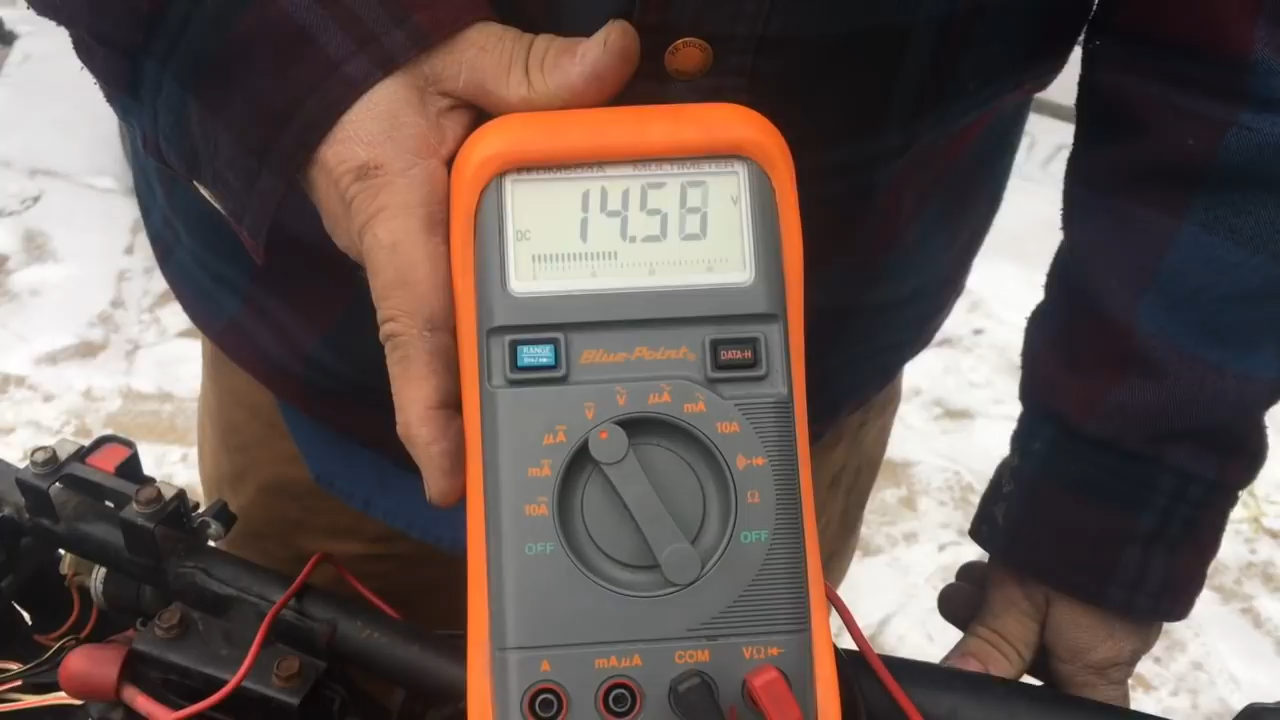 EEDM504A MULTIMETER
14.58 V
DC
RANGE
DATA-H
Blue-Point
V
V
μA
mA
10A
μA
mA
10A
Ω
OFF
OFF
A
mAμA
COM
VΩ